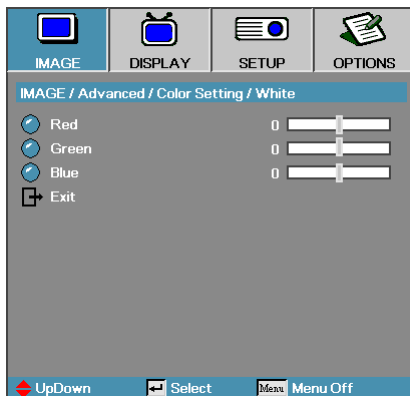 IMAGE DISPLAY SETUP OPTIONS
IMAGE / Advanced / Color Setting / White
Red 0
Green 0
Blue 0
Exit
UpDown Select Menu Menu Off